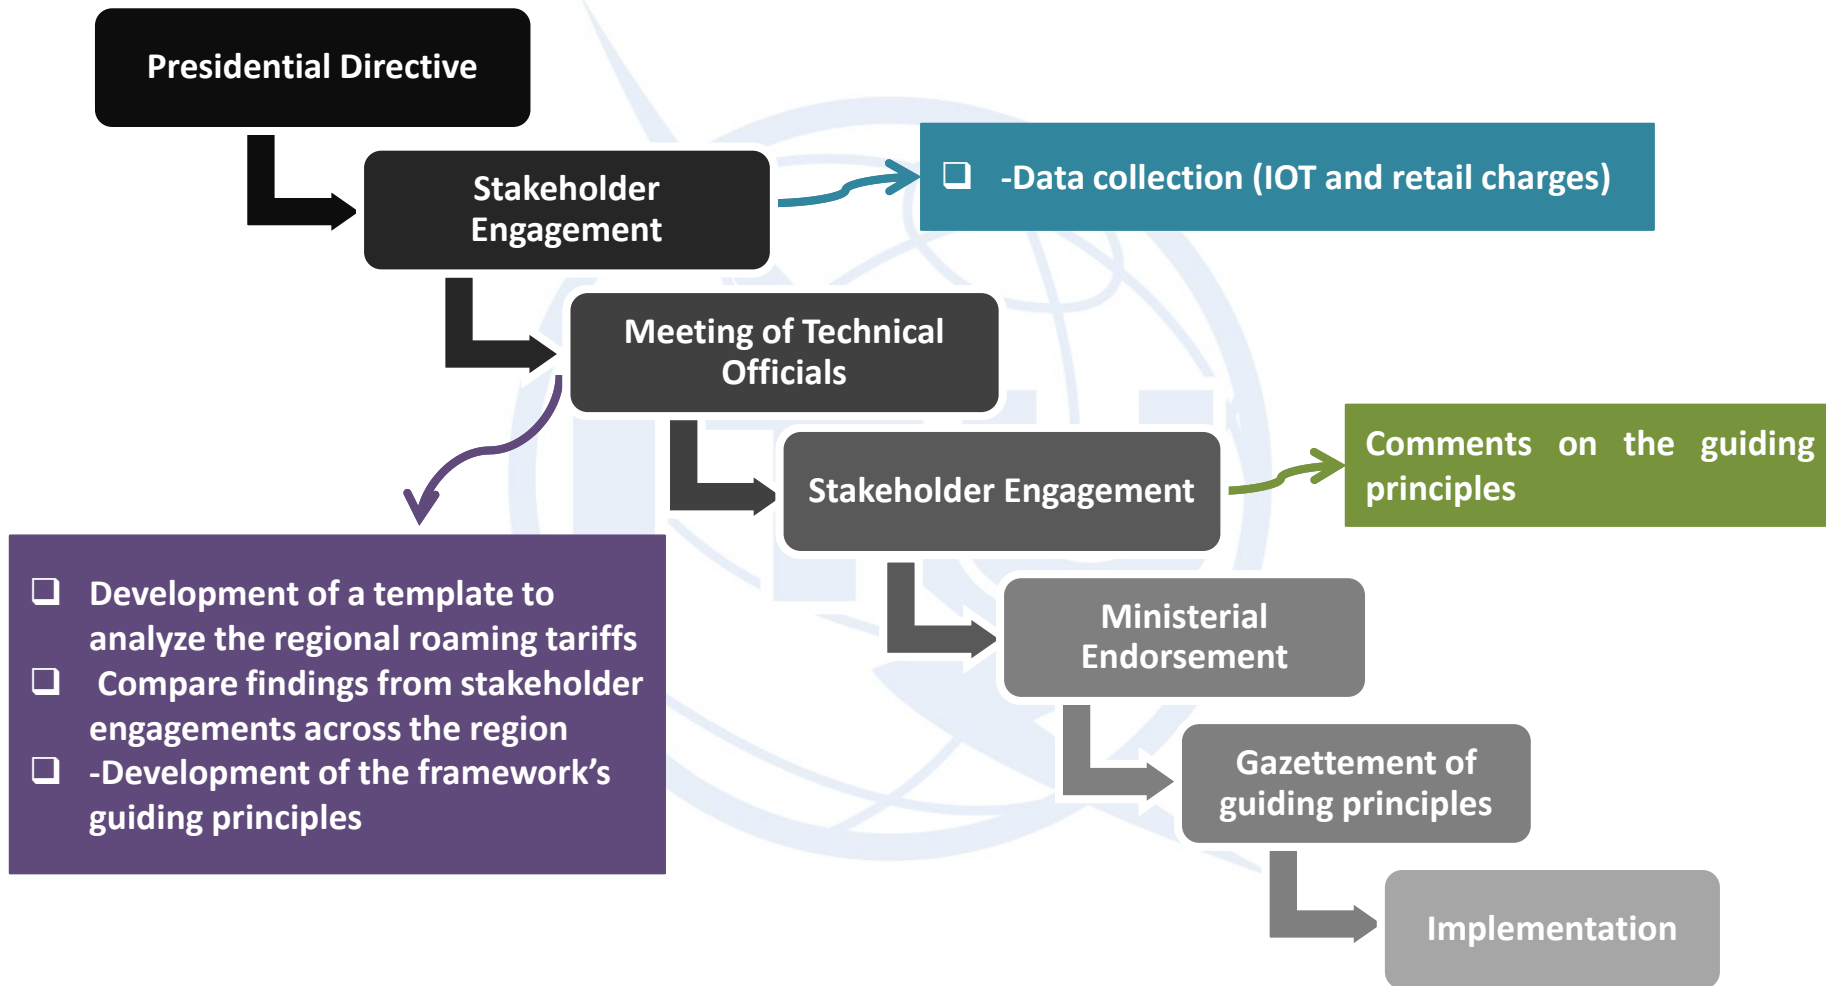 Presidential Directive
Stakeholder
Engagement
❑ -Data collection (IOT and retail charges)
Meeting of Technical
Officials
Stakeholder Engagement
Comments on the guiding
principles
❑ Development of a template to
analyze the regional roaming tariffs
❑ Compare findings from stakeholder
engagements across the region
❑ -Development of the framework’s
guiding principles
Ministerial
Endorsement
Gazettement of
guiding principles
Implementation
ITU